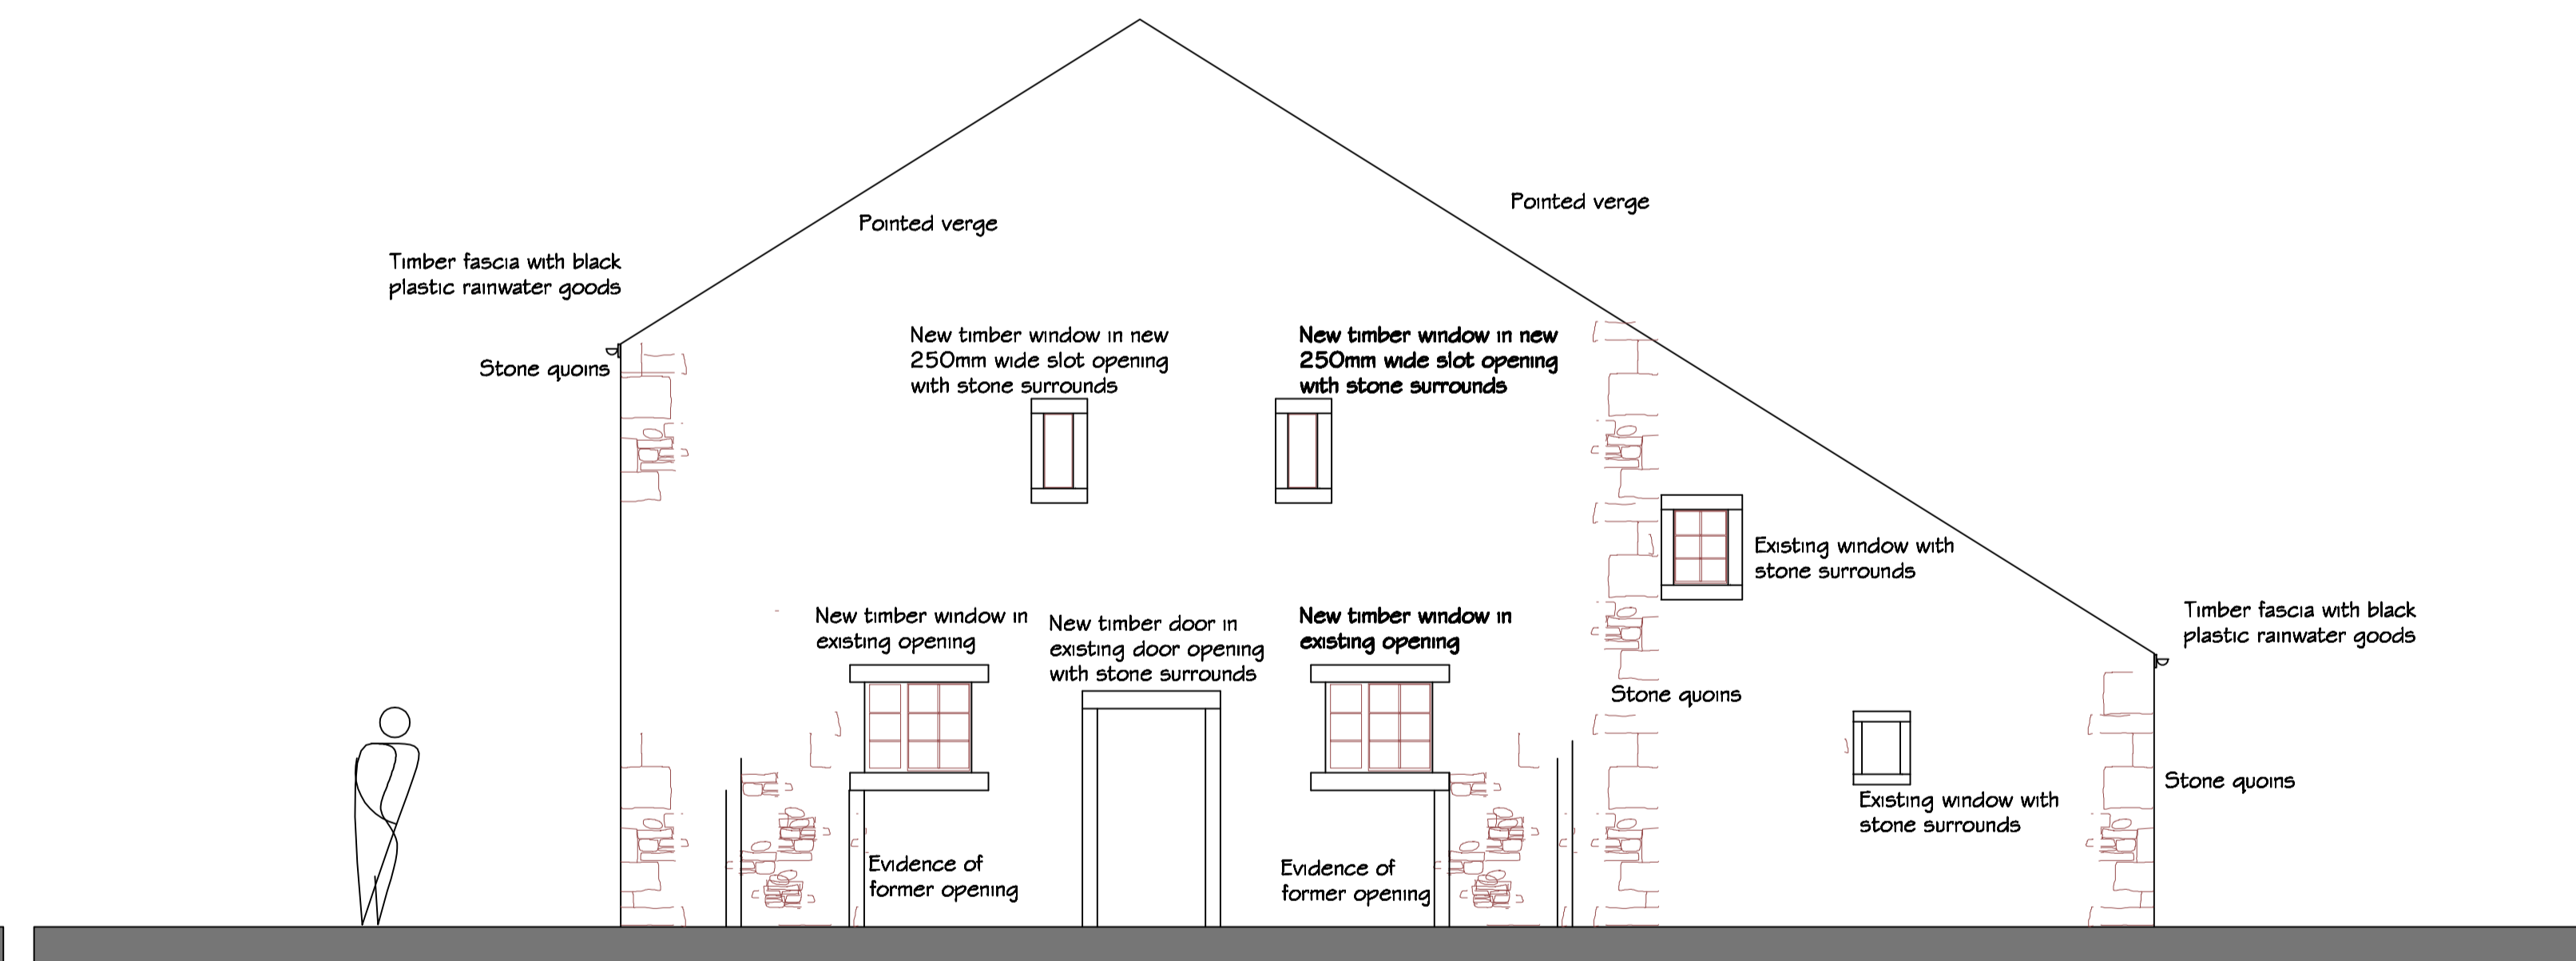 Pointed verge
Pointed verge
Timber fascia with black
plastic rainwater goods
Stone quoins
New timber window in new
250mm wide slot opening
with stone surrounds
New timber window in new
250mm wide slot opening
with stone surrounds
Existing window with
stone surrounds
Timber fascia with black
plastic rainwater goods
New timber window in
existing opening
New timber door in
existing door opening
with stone surrounds
New timber window in
existing opening
Stone quoins
Stone quoins
Existing window with
stone surrounds
Evidence of
former opening
Evidence of
former opening